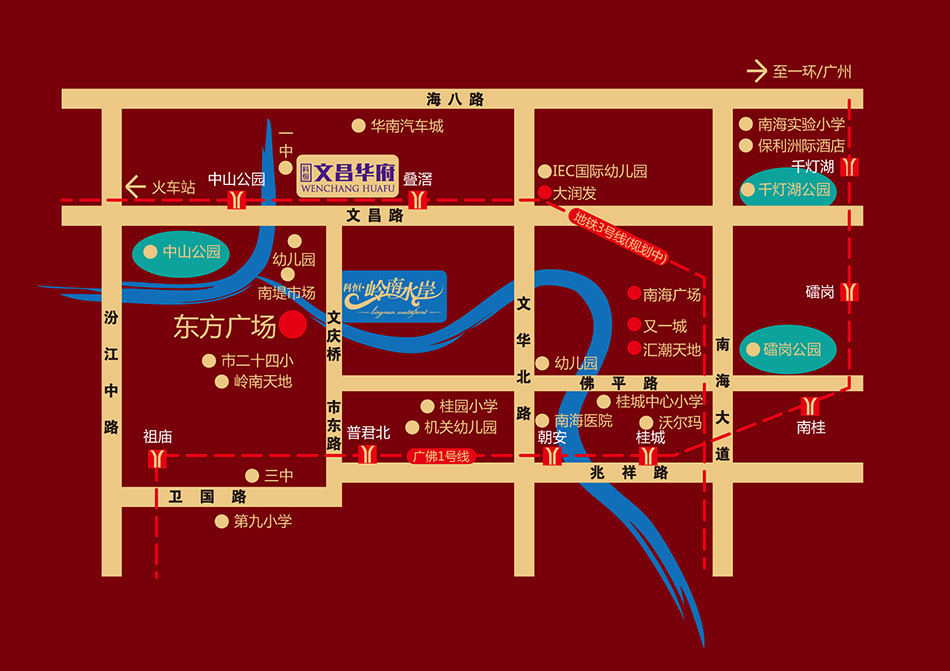 至一环/广州
海八路
华南汽车城
南海实验小学
保利洲际酒店
一中
科恒 文昌华府
WENCHANG HUAFU
IEC国际幼儿园
千灯湖
火车站
中山公园
叠滘
大润发
千灯湖公园
文昌路
地铁3号线(规划中)
中山公园
幼儿园
南堤市场
科恒·岭南水岸
lingnan waterfront
南海广场
礌岗
汾江中路
东方广场
文庆桥
文华北路
又一城
汇潮天地
南海大道
礌岗公园
市二十四小
岭南天地
幼儿园
佛平路
市东路
桂园小学
机关幼儿园
桂城中心小学
南海医院
沃尔玛
南桂
祖庙
普君北
朝安
桂城
广佛1号线
三中
兆祥路
卫国路
第九小学